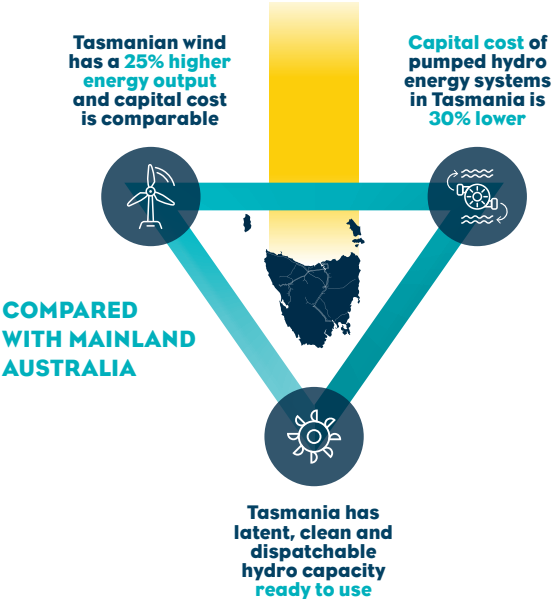 Tasmanian wind
has a 25% higher
energy output
and capital cost
is comparable
Capital cost of
pumped hydro
energy systems
in Tasmania is
30% lower
COMPARED
WITH MAINLAND
AUSTRALIA
Tasmania has
latent, clean and
dispatchable
hydro capacity
ready to use